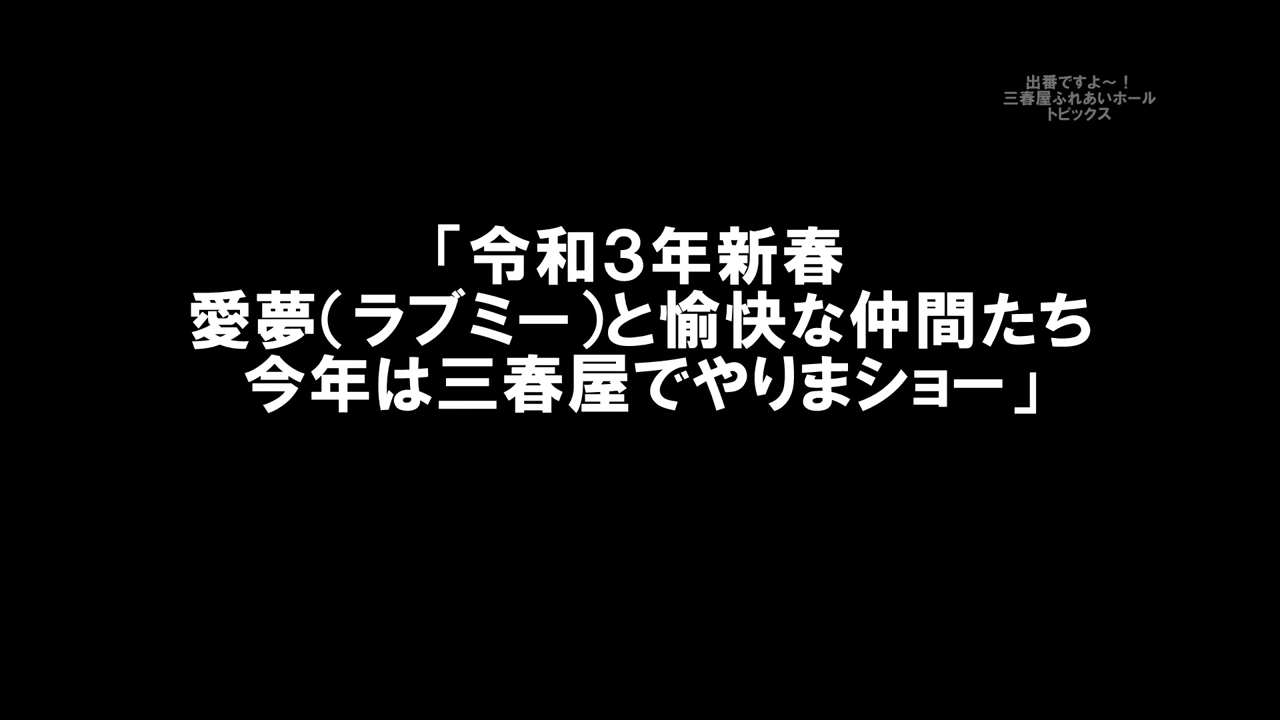 出番ですよ～！
三春屋ふれあいホール
トピックス
「令和３年新春
愛夢（ラブミー）と愉快な仲間たち
今年は三春屋でやりまショー」